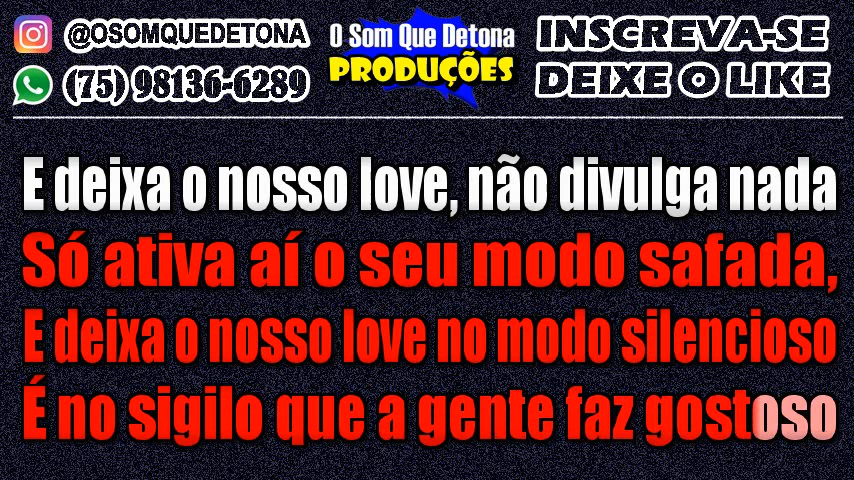 @OSOMQUEDETONA
(75) 98136-6289
O Som Que Detona
PRODUÇÕES
INSCREVA-SE
DEIXE O LIKE
E deixa o nosso love, não divulga nada
Só ativa aí o seu modo safada,
E deixa o nosso love no modo silencioso
É no sigilo que a gente faz gostoso